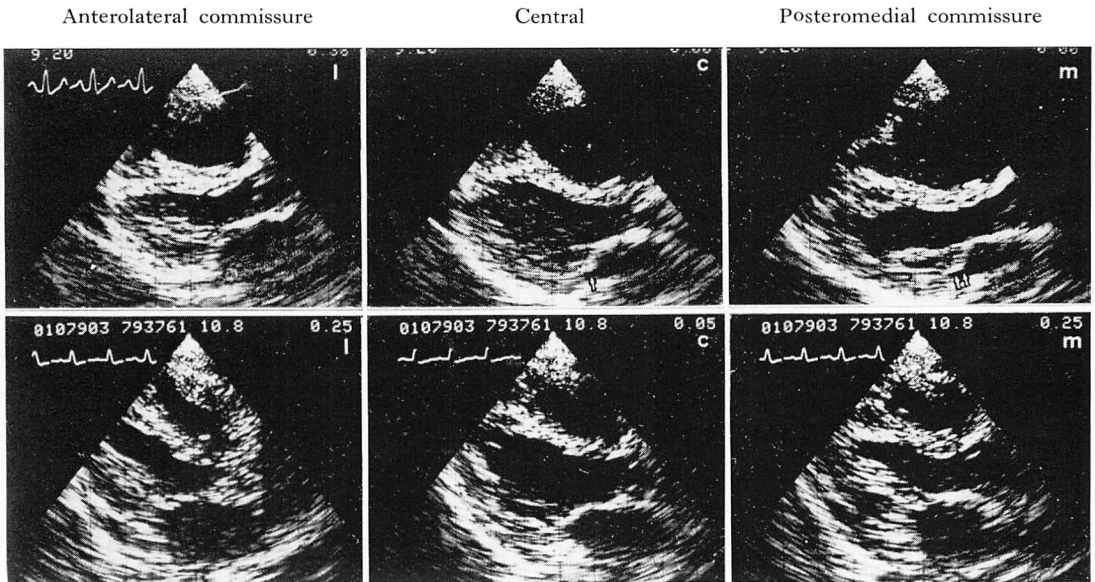 Anterolateral commissure Central Posteromedial commissure
9.20 l
c
m
0107903 793761 10.8 0.25
l
0107903 793761 10.8 0.05
c
0107903 793761 10.8 0.25
m